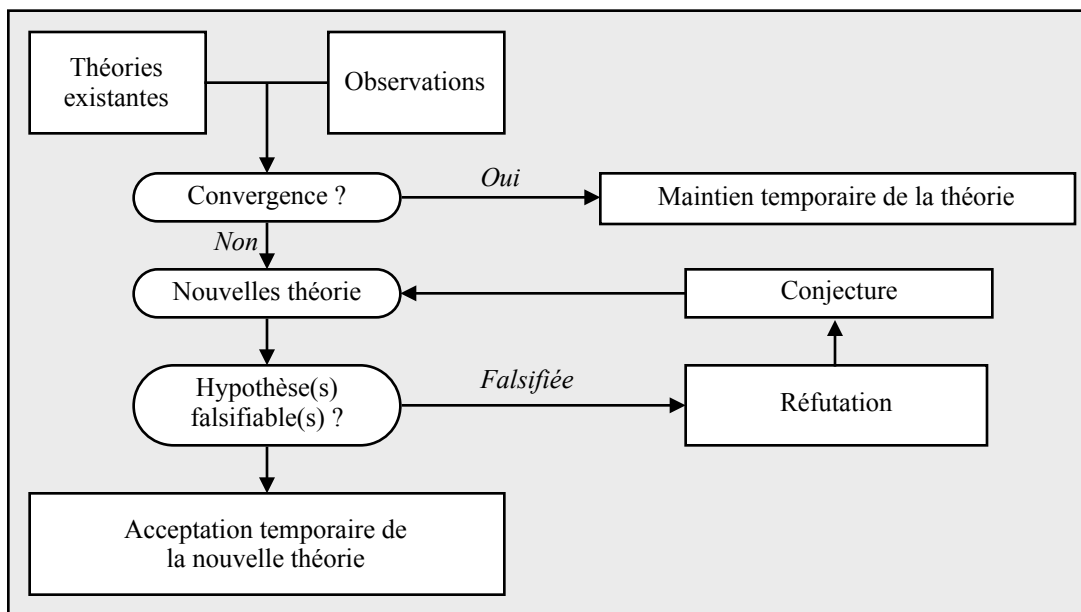 Théories
existantes
Observations
Convergence ?
Oui
Maintien temporaire de la théorie
Non
Nouvelles théorie
Conjecture
Hypothèse(s)
falsifiable(s) ?
Falsifiée
Réfutation
Acceptation temporaire de
la nouvelle théorie